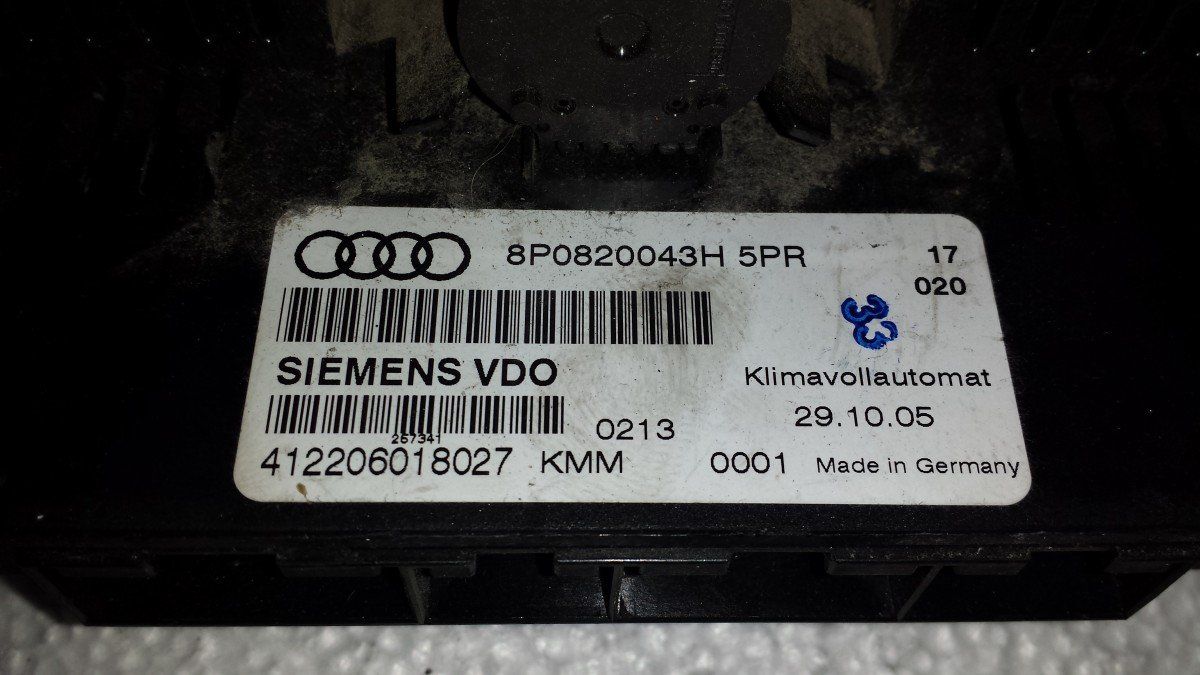 8P0820043H 5PR 17
020
33
SIEMENS VDO
Klimavollautomat
29.10.05
0213
257341
412206018027 KMM 0001 Made in Germany